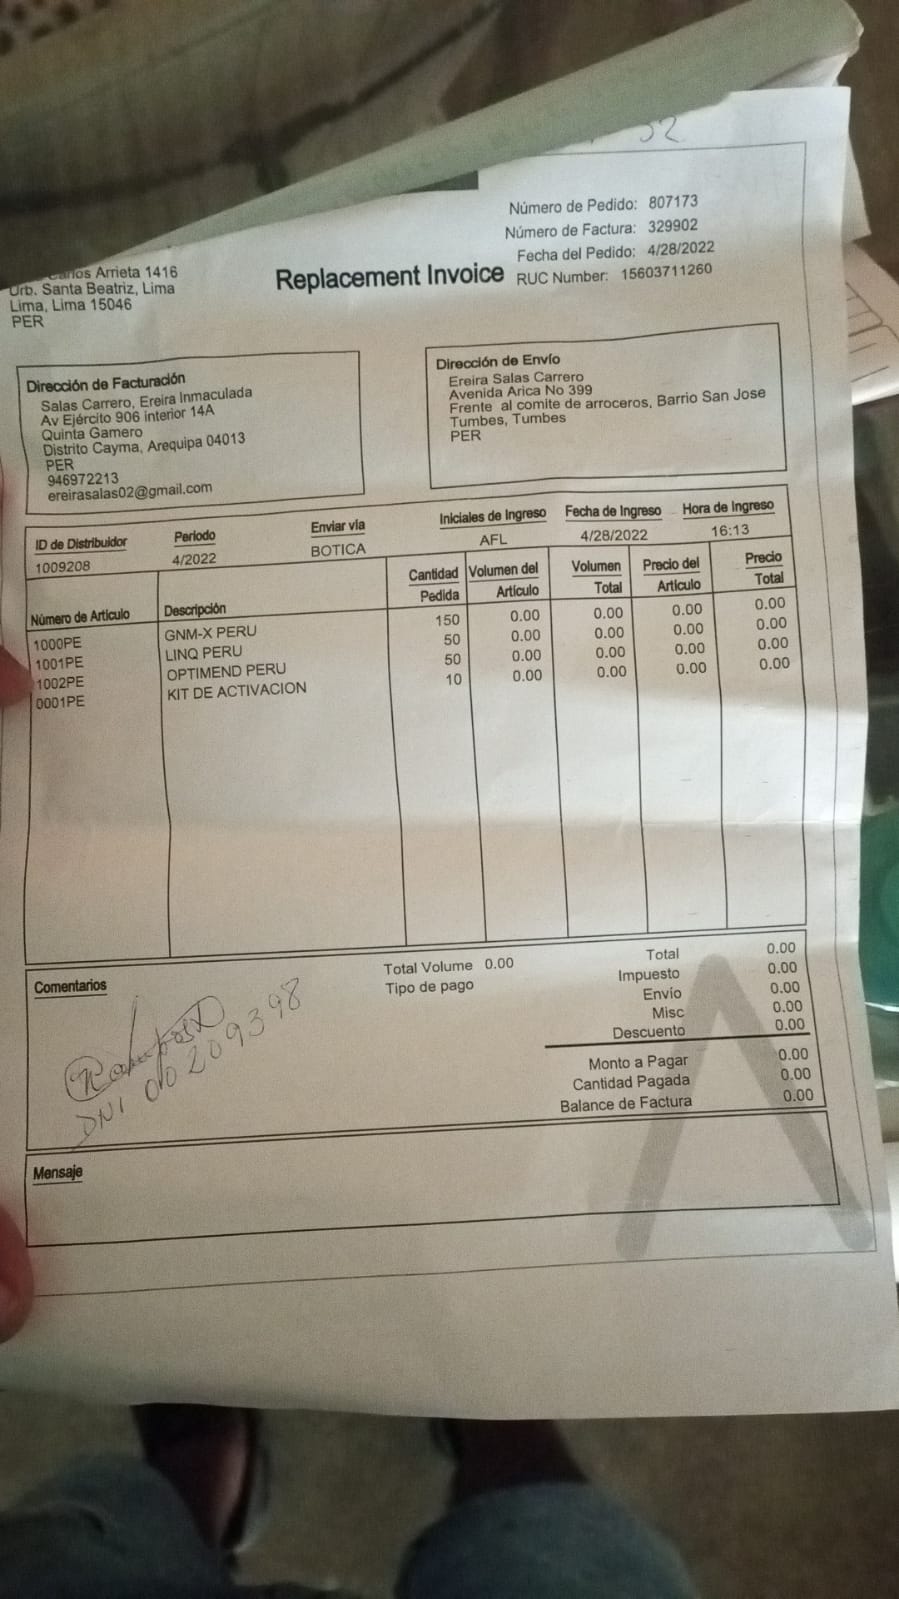 52
Número de Pedido: 807173
Número de Factura: 329902
Fecha del Pedido: 4/28/2022
RUC Number: 15603711260
Carlos Arrieta 1416
Urb. Santa Beatriz, Lima
Lima, Lima 15046
PER
Replacement Invoice
Dirección de Facturación
Salas Carrero, Ereira Inmaculada
Av Ejército 906 interior 14A
Quinta Gamero
Distrito Cayma, Arequipa 04013
PER
946972213
ereirasalas02@gmail.com
Dirección de Envío
Ereira Salas Carrero
Avenida Arica No 399
Frente al comite de arroceros, Barrio San Jose
Tumbes, Tumbes
PER
ID de Distribuidor Periodo Enviar vía Iniciales de Ingreso Fecha de Ingreso Hora de Ingreso
1009208 4/2022 BOTICA AFL 4/28/2022 16:13
Número de Artículo Descripción Cantidad Pedida Volumen del Artículo Volumen Total Precio del Artículo Precio Total
1000PE GNM-X PERU 150 0.00 0.00 0.00 0.00
1001PE LINQ PERU 50 0.00 0.00 0.00 0.00
1002PE OPTIMEND PERU 50 0.00 0.00 0.00 0.00
0001PE KIT DE ACTIVACION 10 0.00 0.00 0.00 0.00
Comentarios
DNI 00209398
Total Volume 0.00
Tipo de pago
Total 0.00
Impuesto 0.00
Envío 0.00
Misc 0.00
Descuento 0.00
Monto a Pagar 0.00
Cantidad Pagada 0.00
Balance de Factura 0.00
Mensaje